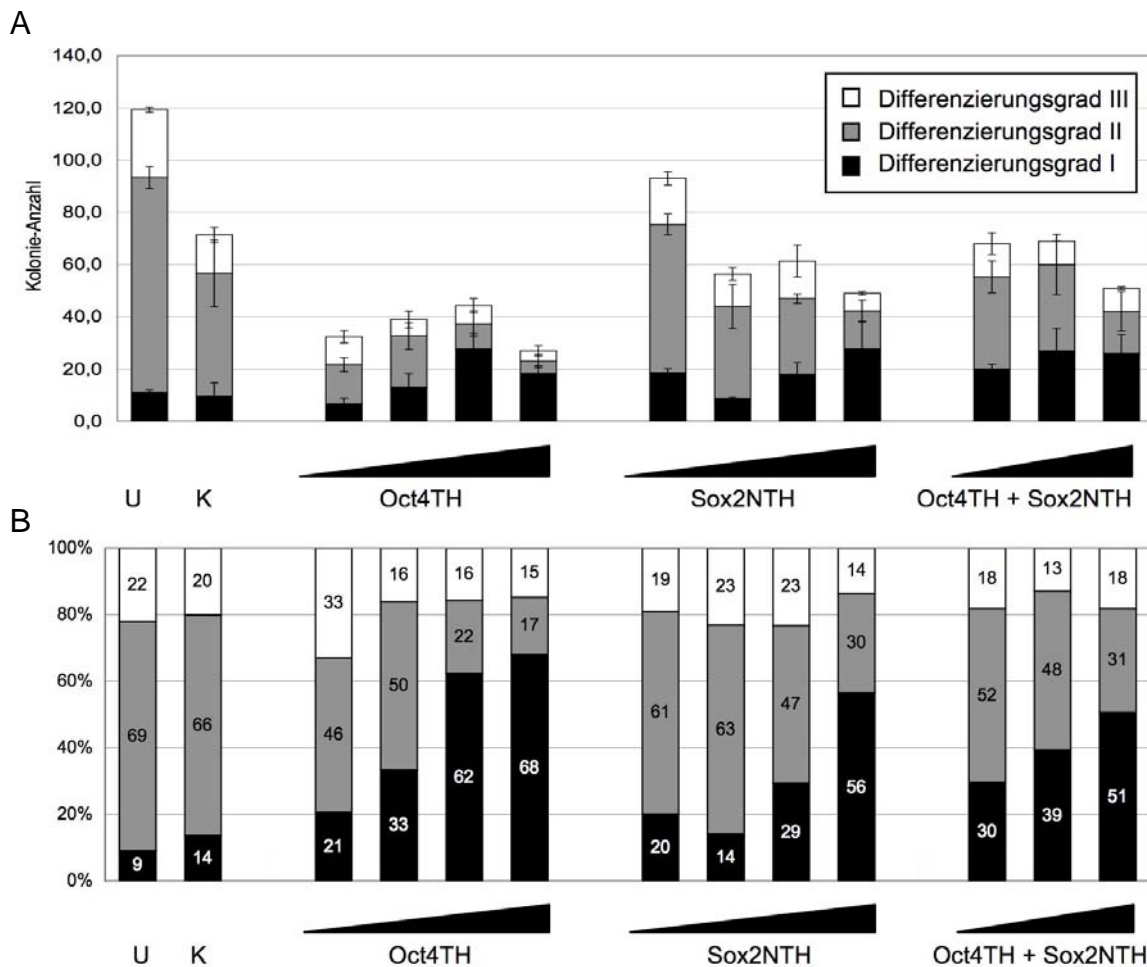 A
140,0
120,0
100,0
80,0
60,0
40,0
20,0
0,0
Kolonie-Anzahl
Differenzierungsgrad III
Differenzierungsgrad II
Differenzierungsgrad I
U K Oct4TH Sox2NTH Oct4TH + Sox2NTH
B
100%
80%
60%
40%
20%
0%
22 20 33 16 16 15 19 23 23 14 18 13 18
69 66 46 50 22 17 61 63 47 30 52 48 31
9 14 21 33 62 68 20 14 29 56 30 39 51
U K Oct4TH Sox2NTH Oct4TH + Sox2NTH